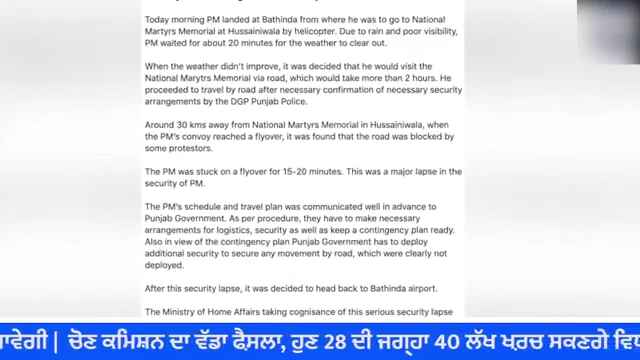 Today morning PM landed at Bathinda from where he was to go to National
Martyrs Memorial at Hussainiwala by helicopter. Due to rain and poor visibility,
PM waited for about 20 minutes for the weather to clear out.
When the weather didn't improve, it was decided that he would visit the
National Marytrs Memorial via road, which would take more than 2 hours. He
proceeded to travel by road after necessary confirmation of necessary security
arrangements by the DGP Punjab Police.
Around 30 kms away from National Martyrs Memorial in Hussainiwala, when
the PM's convoy reached a flyover, it was found that the road was blocked by
some protestors.
The PM was stuck on a flyover for 15-20 minutes. This was a major lapse in the
security of PM.
The PM's schedule and travel plan was communicated well in advance to
Punjab Government. As per procedure, they have to make necessary
arrangements for logistics, security as well as keep a contingency plan ready.
Also in view of the contingency plan Punjab Government has to deploy
additional security to secure any movement by road, which were clearly not
deployed.
After this security lapse, it was decided to head back to Bathinda airport.
The Ministry of Home Affairs taking cognisance of this serious security lapse
ਜਾਵੇਗੀ | ਚੋਣ ਕਮਿਸ਼ਨ ਦਾ ਵੱਡਾ ਫ਼ੈਸਲਾ, ਹੁਣ 28 ਦੀ ਜਗ੍ਹਾ 40 ਲੱਖ ਖ਼ਰਚ ਸਕਣਗੇ